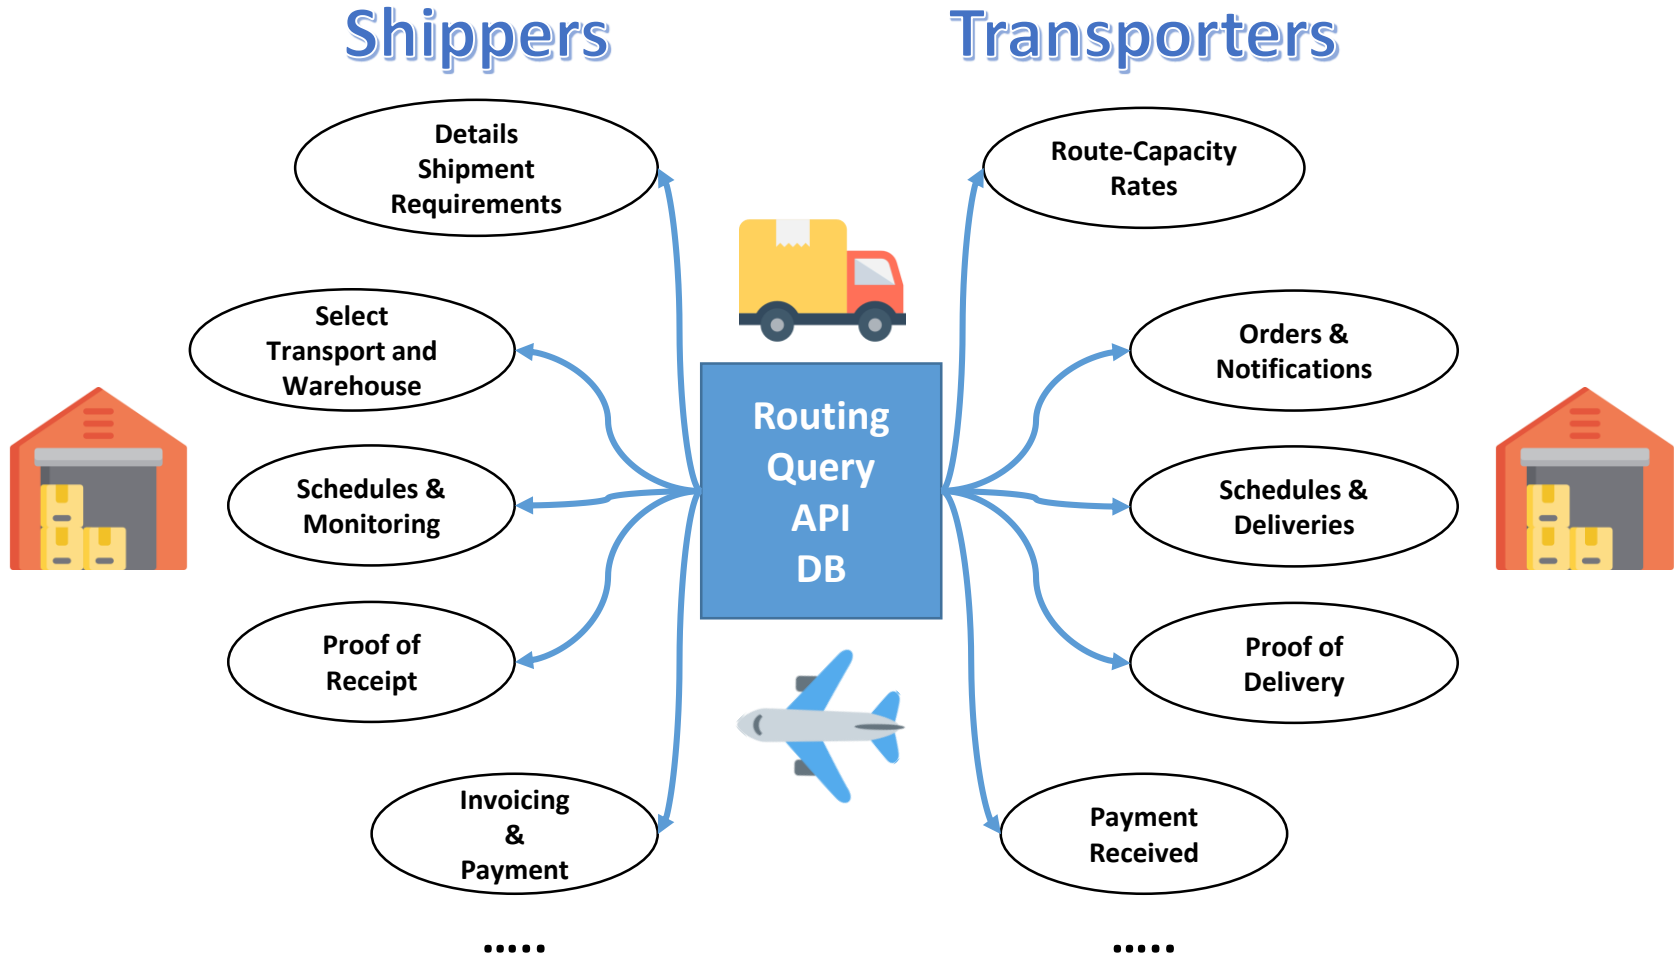 Shippers
Transporters
Details
Shipment
Requirements
Select
Transport and
Warehouse
Schedules &
Monitoring
Proof of
Receipt
Invoicing
&
Payment
.....
Routing
Query
API
DB
Route-Capacity
Rates
Orders &
Notifications
Schedules &
Deliveries
Proof of
Delivery
Payment
Received
.....